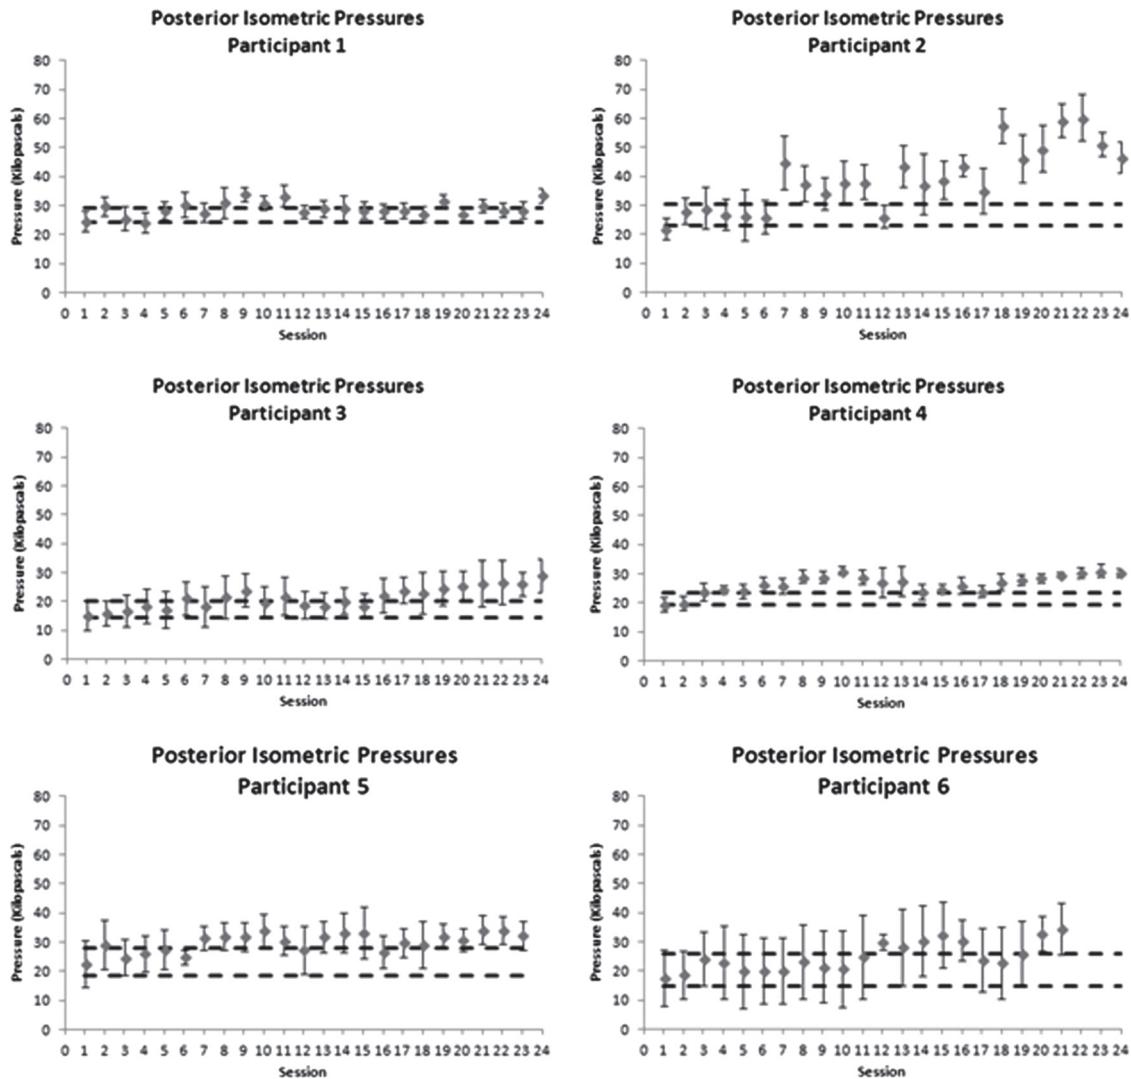 Posterior Isometric Pressures
Participant 1
80
70
60
50
40
30
20
10
0
Pressure (Kilopascals)
0 1 2 3 4 5 6 7 8 9 10 11 12 13 14 15 16 17 18 19 20 21 22 23 24
Session
Posterior Isometric Pressures
Participant 2
80
70
60
50
40
30
20
10
0
Pressure (Kilopascals)
0 1 2 3 4 5 6 7 8 9 10 11 12 13 14 15 16 17 18 19 20 21 22 23 24
Session
Posterior Isometric Pressures
Participant 3
80
70
60
50
40
30
20
10
0
Pressure (Kilopascals)
0 1 2 3 4 5 6 7 8 9 10 11 12 13 14 15 16 17 18 19 20 21 22 23 24
Session
Posterior Isometric Pressures
Participant 4
80
70
60
50
40
30
20
10
0
Pressure (Kilopascals)
0 1 2 3 4 5 6 7 8 9 10 11 12 13 14 15 16 17 18 19 20 21 22 23 24
Session
Posterior Isometric Pressures
Participant 5
80
70
60
50
40
30
20
10
0
Pressure (Kilopascals)
0 1 2 3 4 5 6 7 8 9 10 11 12 13 14 15 16 17 18 19 20 21 22 23 24
Session
Posterior Isometric Pressures
Participant 6
80
70
60
50
40
30
20
10
0
Pressure (Kilopascals)
0 1 2 3 4 5 6 7 8 9 10 11 12 13 14 15 16 17 18 19 20 21 22 23 24
Session